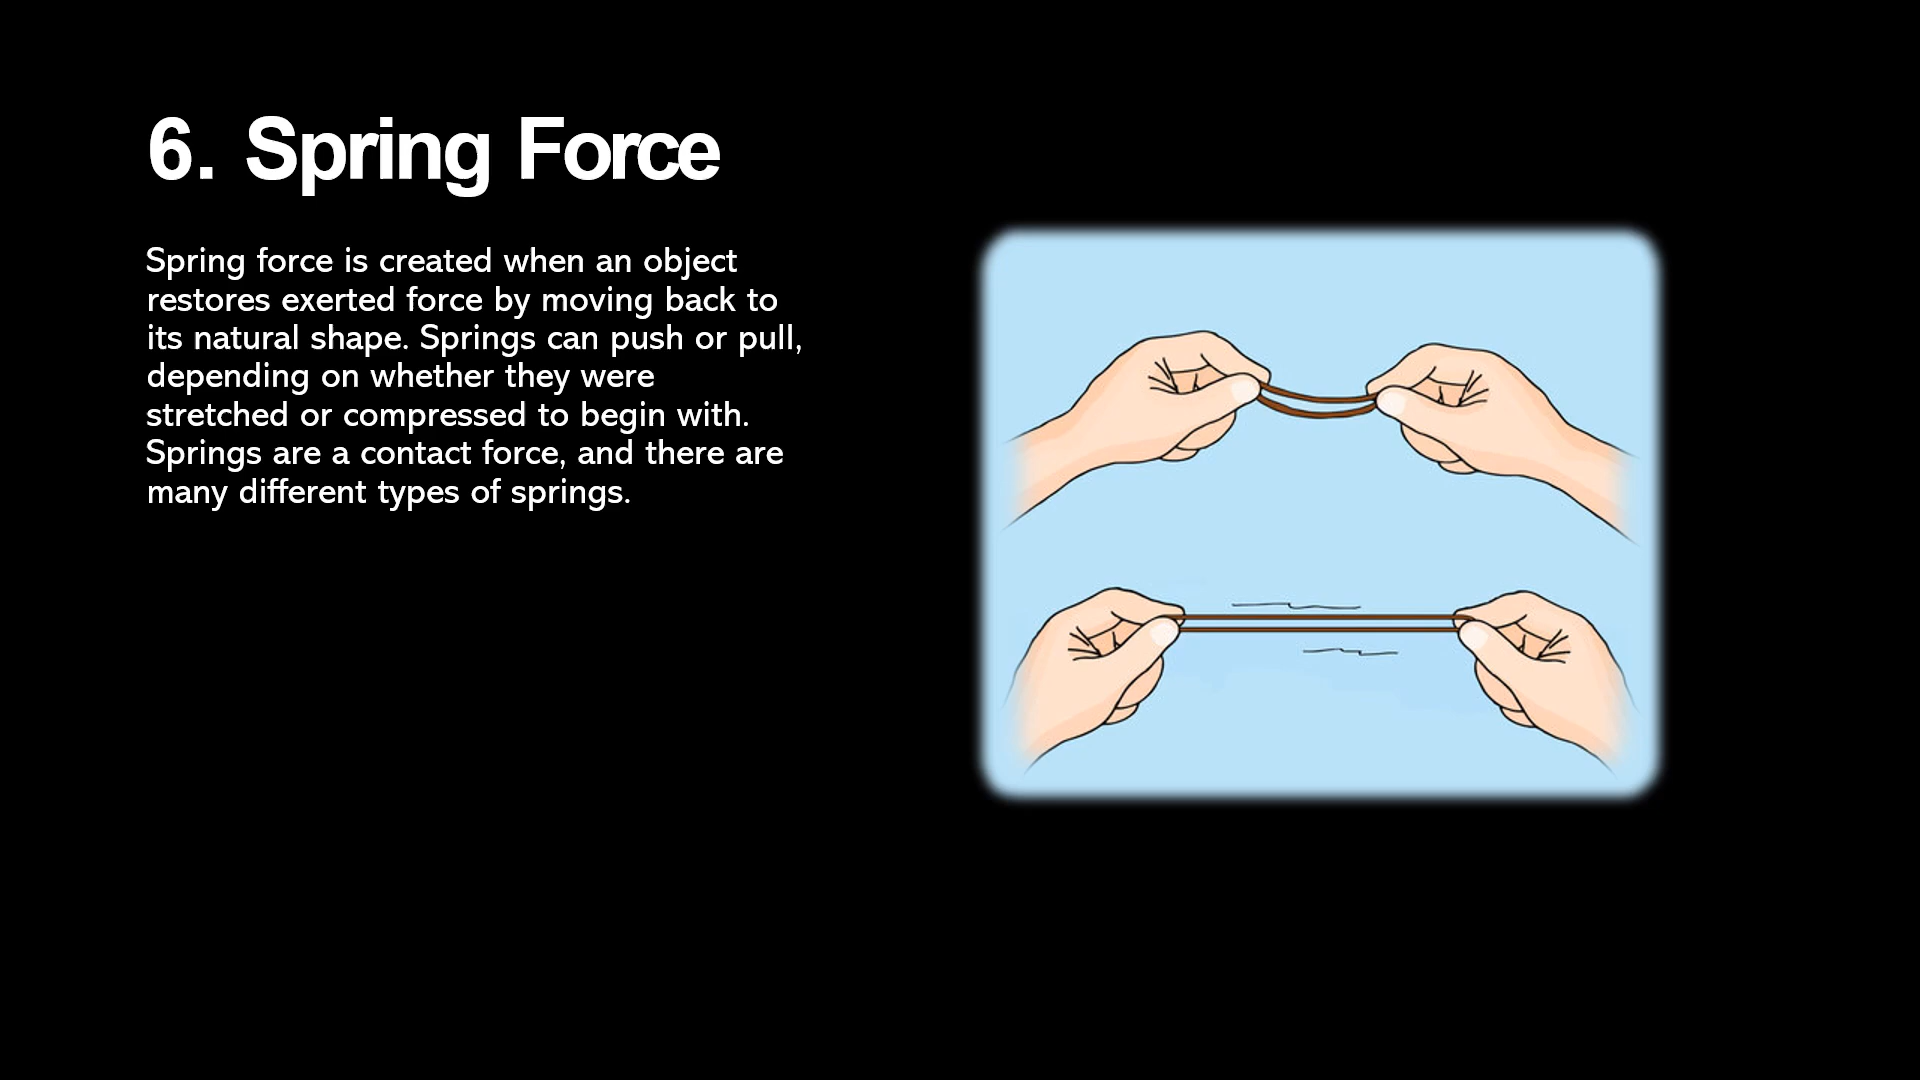 6. Spring Force
Spring force is created when an object
restores exerted force by moving back to
its natural shape. Springs can push or pull,
depending on whether they were
stretched or compressed to begin with.
Springs are a contact force, and there are
many different types of springs.